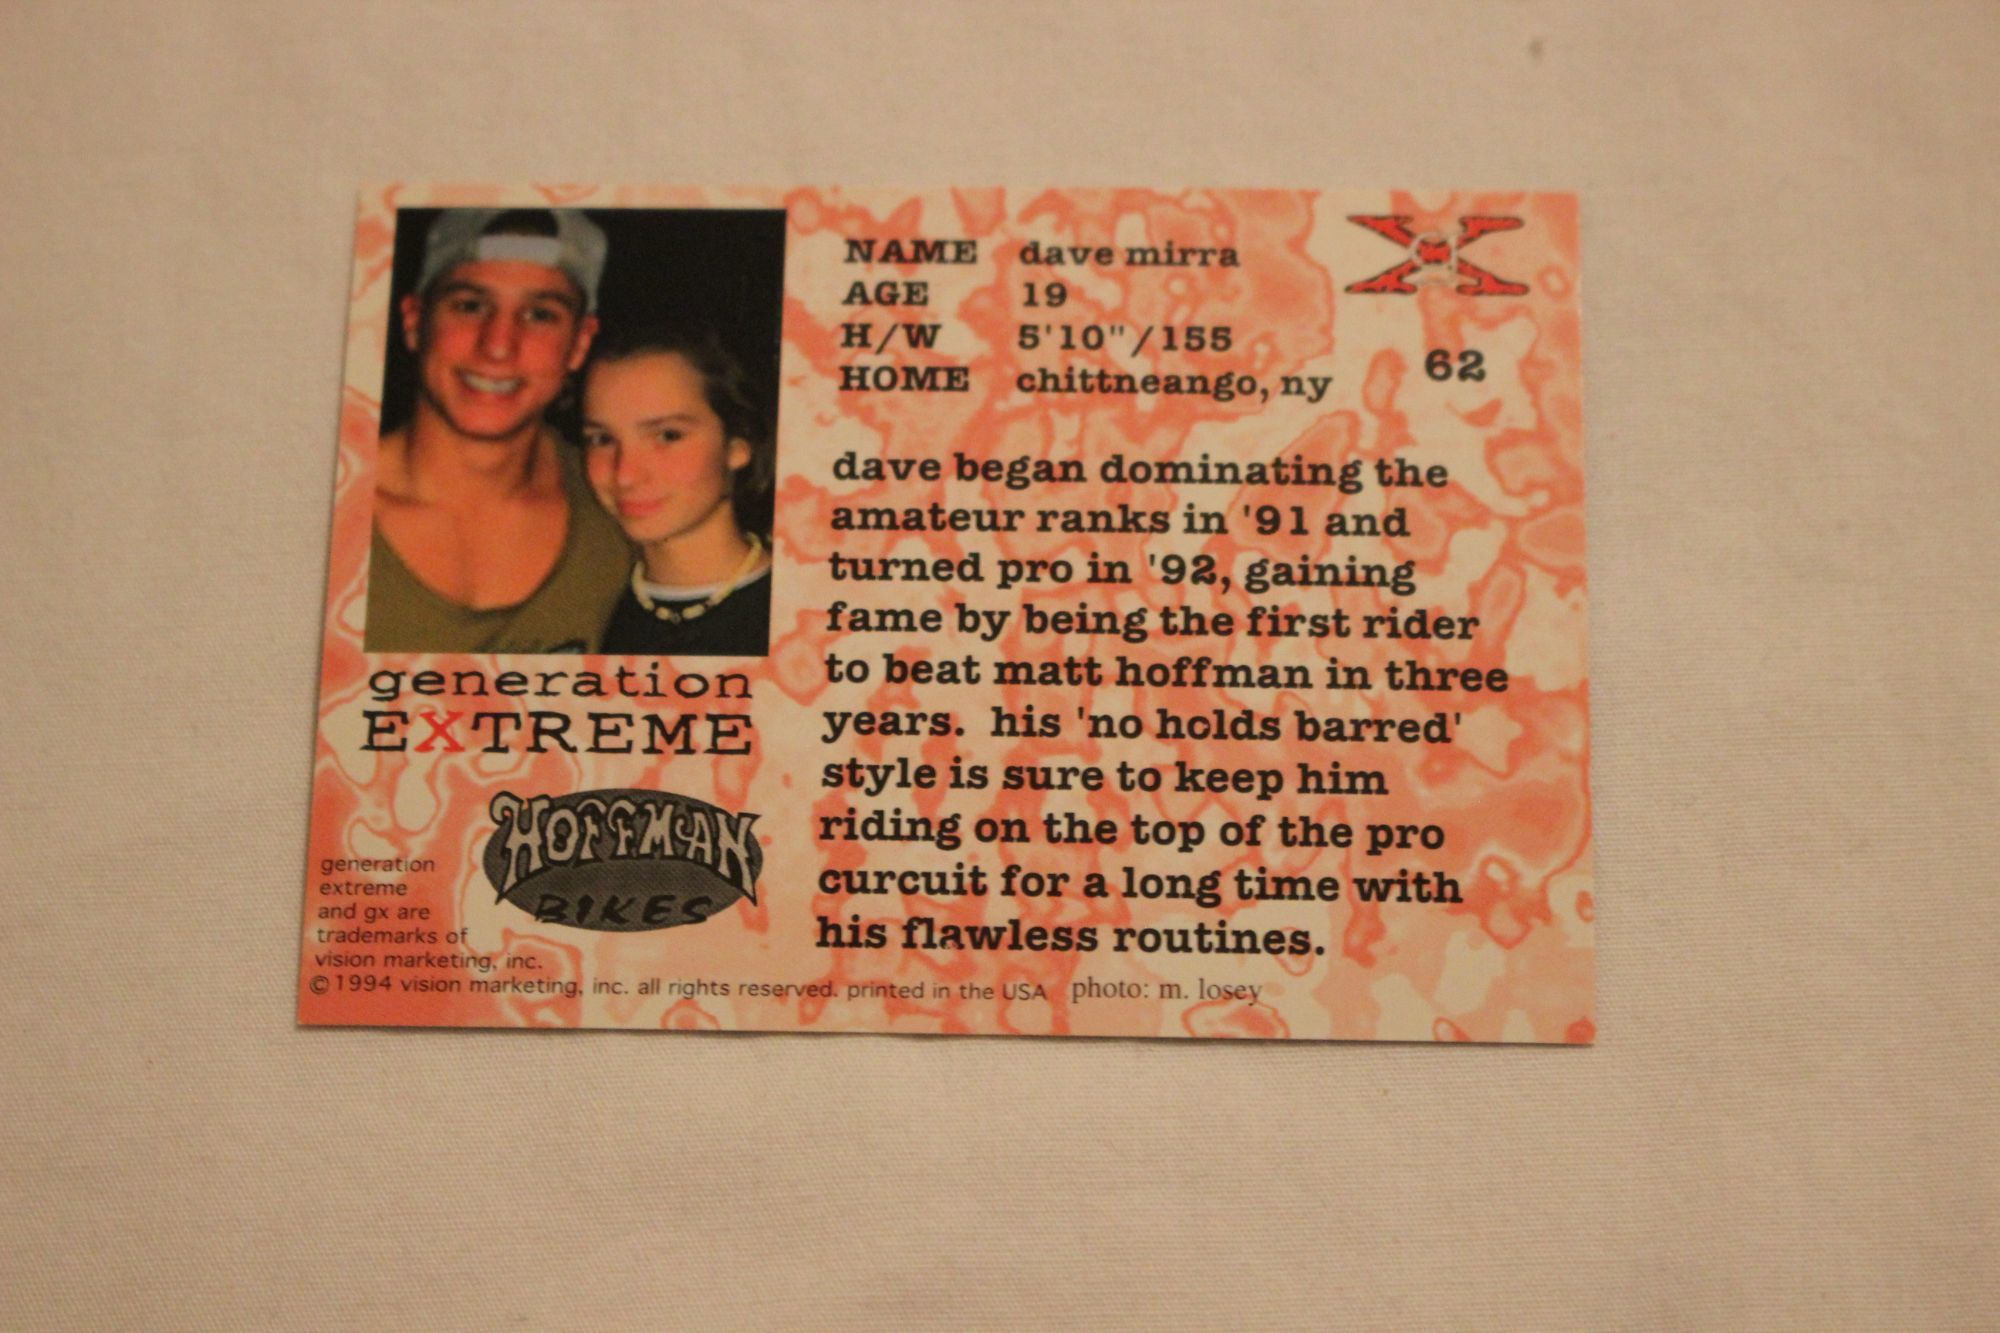 NAME dave mirra
AGE 19
H/W 5'10"/155
HOME chittneango, ny
62
dave began dominating the
amateur ranks in '91 and
turned pro in '92, gaining
fame by being the first rider
to beat matt hoffman in three
years. his 'no holds barred'
style is sure to keep him
riding on the top of the pro
curcuit for a long time with
his flawless routines.
generation
EXTREME
HOFFMAN
BIKES
generation
extreme
and gx are
trademarks of
vision marketing, inc.
©1994 vision marketing, inc. all rights reserved. printed in the USA photo: m. losey